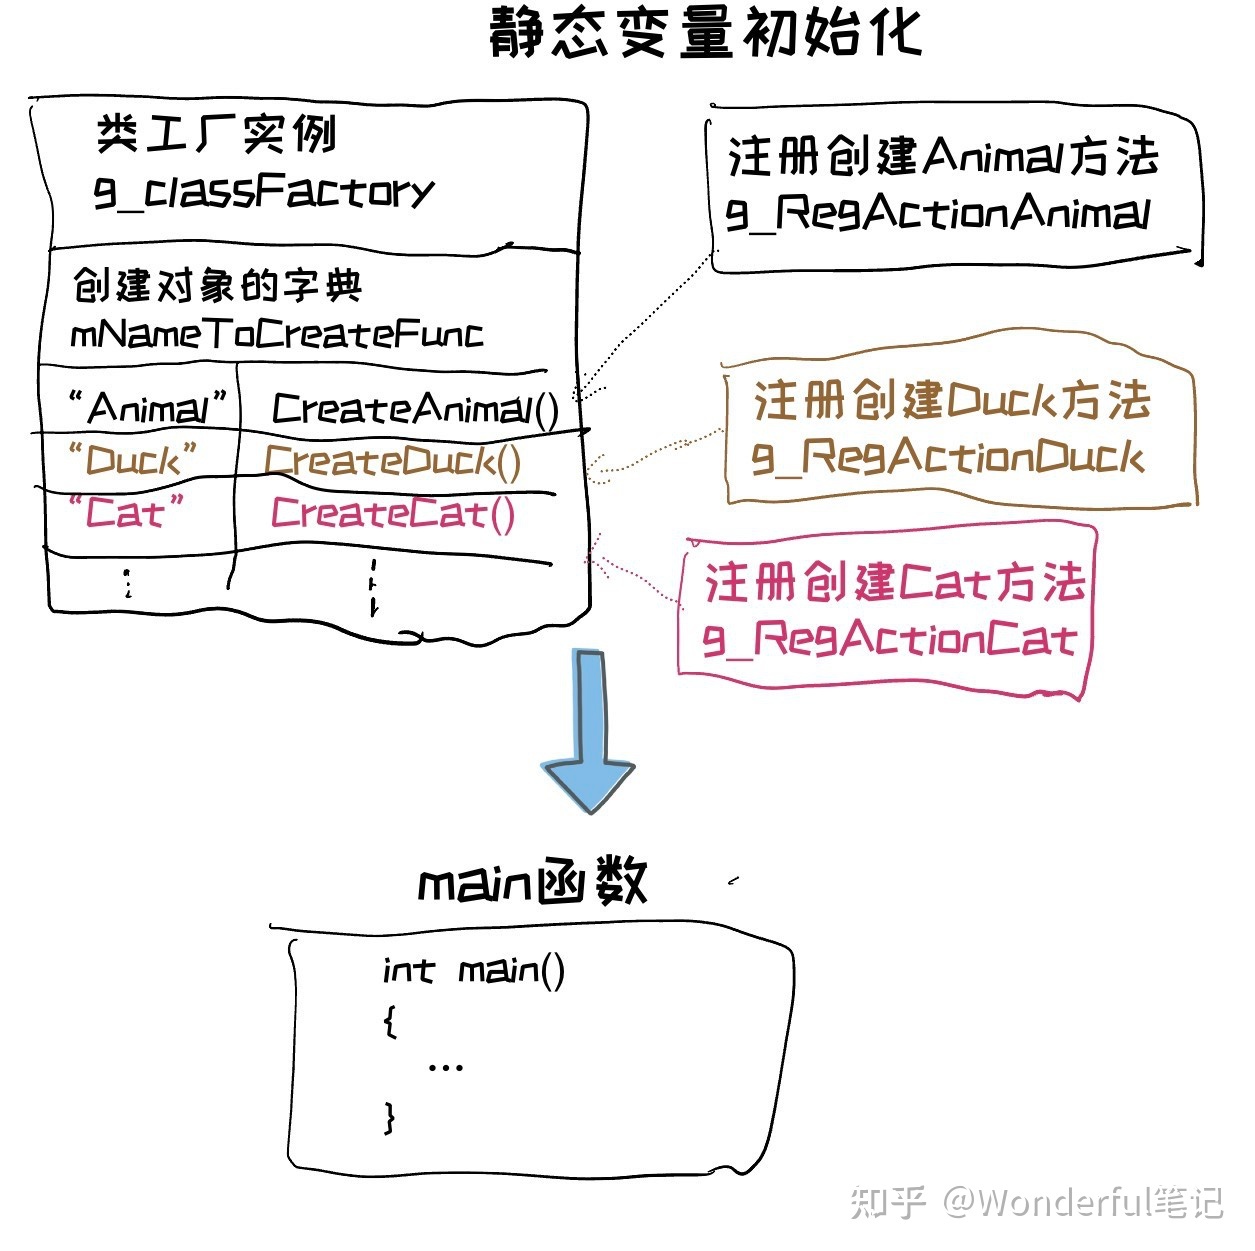 静态变量初始化
类工厂实例
g_classFactory
创建对象的字典
mNameToCreateFunc
“Animal” CreateAnimal()
“Duck” CreateDuck()
“Cat” CreateCat()
注册创建Animal方法
g_RegActionAnimal
注册创建Duck方法
g_RegActionDuck
注册创建Cat方法
g_RegActionCat
main函数
int main()
{
...
}
知乎 @Wonderful笔记